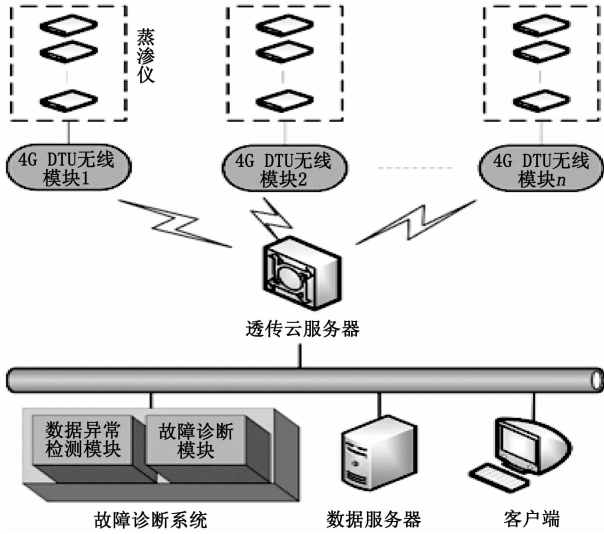 蒸渗仪
4G DTU无线
模块1
4G DTU无线
模块2
4G DTU无线
模块n
透传云服务器
数据异常
检测模块
故障诊断
模块
故障诊断系统
数据服务器
客户端